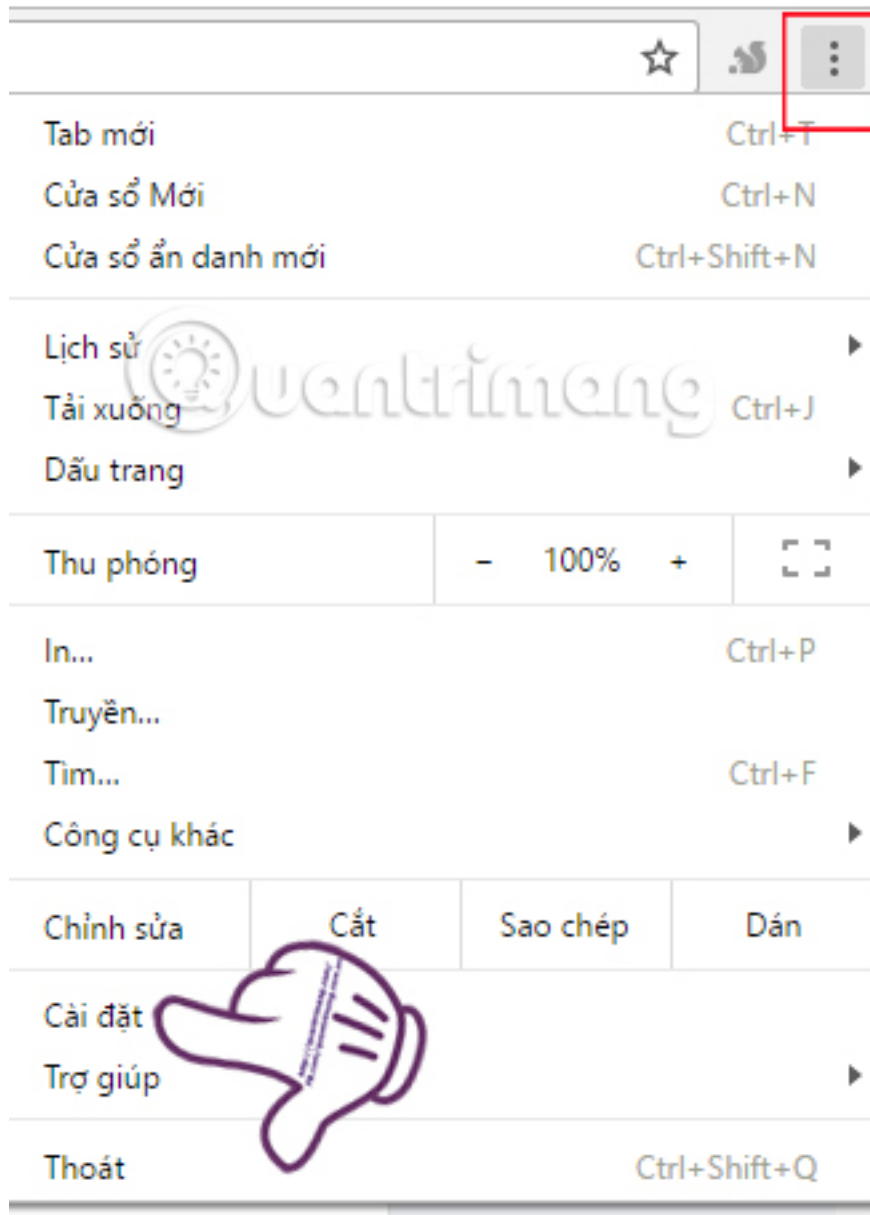 Tab mới Ctrl+T
Cửa sổ Mới Ctrl+N
Cửa sổ ẩn danh mới Ctrl+Shift+N
Lịch sử
Quantrimang
Tải xuống Ctrl+J
Dấu trang
Thu phóng - 100% +
In... Ctrl+P
Truyền...
Tìm... Ctrl+F
Công cụ khác
Chỉnh sửa Cắt Sao chép Dán
Cài đặt
Trợ giúp
Thoát Ctrl+Shift+Q